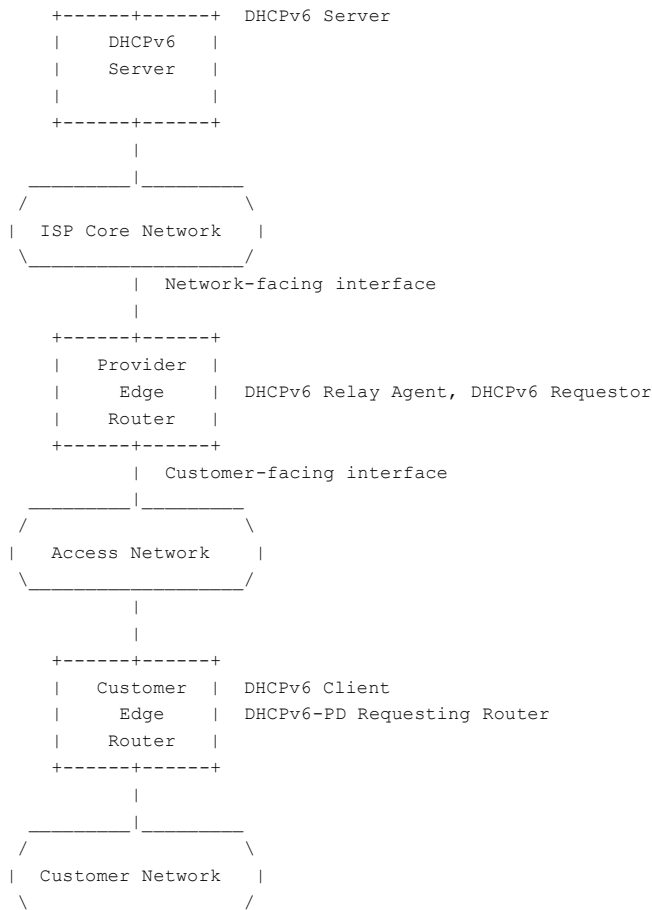 DHCPv6 Server
DHCPv6
Server
ISP Core Network
Network-facing interface
Provider
Edge DHCPv6 Relay Agent, DHCPv6 Requestor
Router
Customer-facing interface
Access Network
Customer DHCPv6 Client
Edge DHCPv6-PD Requesting Router
Router
Customer Network